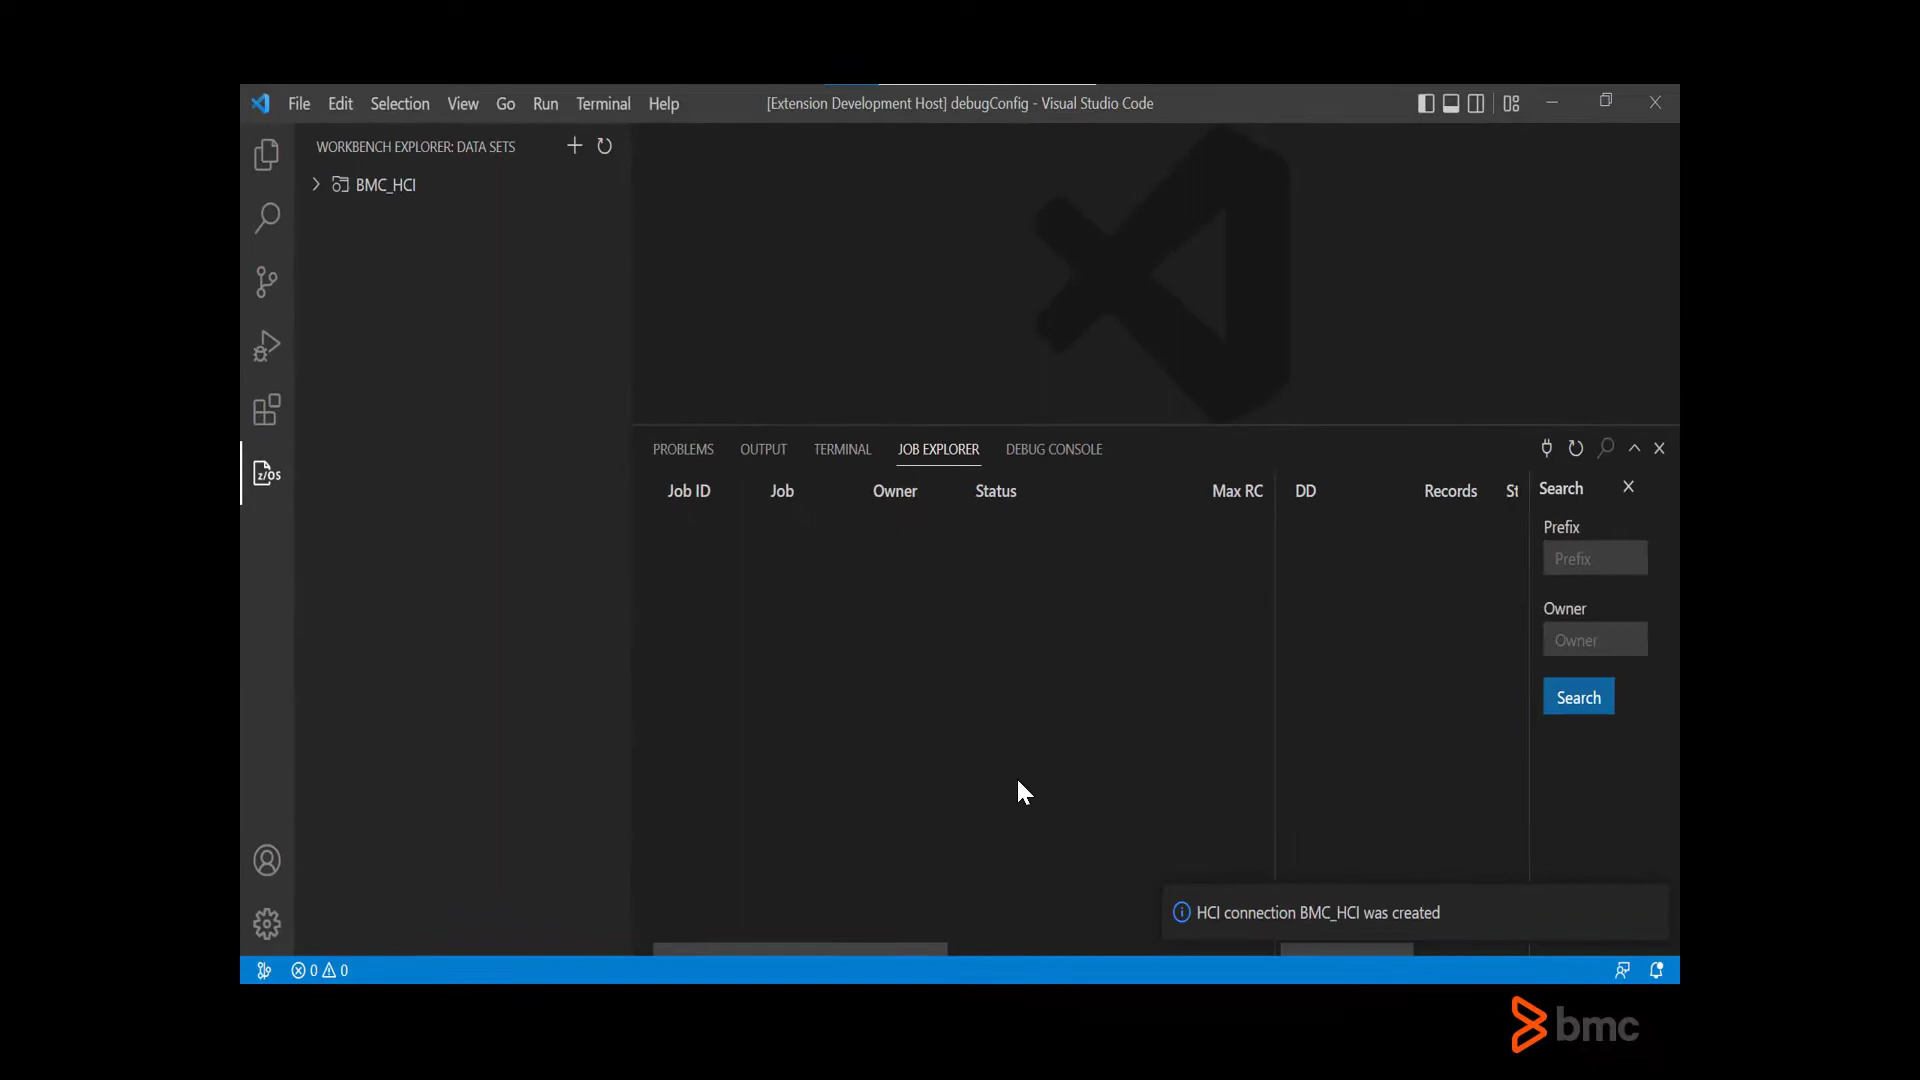 File Edit Selection View Go Run Terminal Help [Extension Development Host] debugConfig - Visual Studio Code
WORKBENCH EXPLORER: DATA SETS
BMC_HCI
z/os
PROBLEMS OUTPUT TERMINAL JOB EXPLORER DEBUG CONSOLE
Job ID Job Owner Status Max RC DD Records St
Search
Prefix
Prefix
Owner
Owner
Search
HCI connection BMC_HCI was created
0 0
bmc